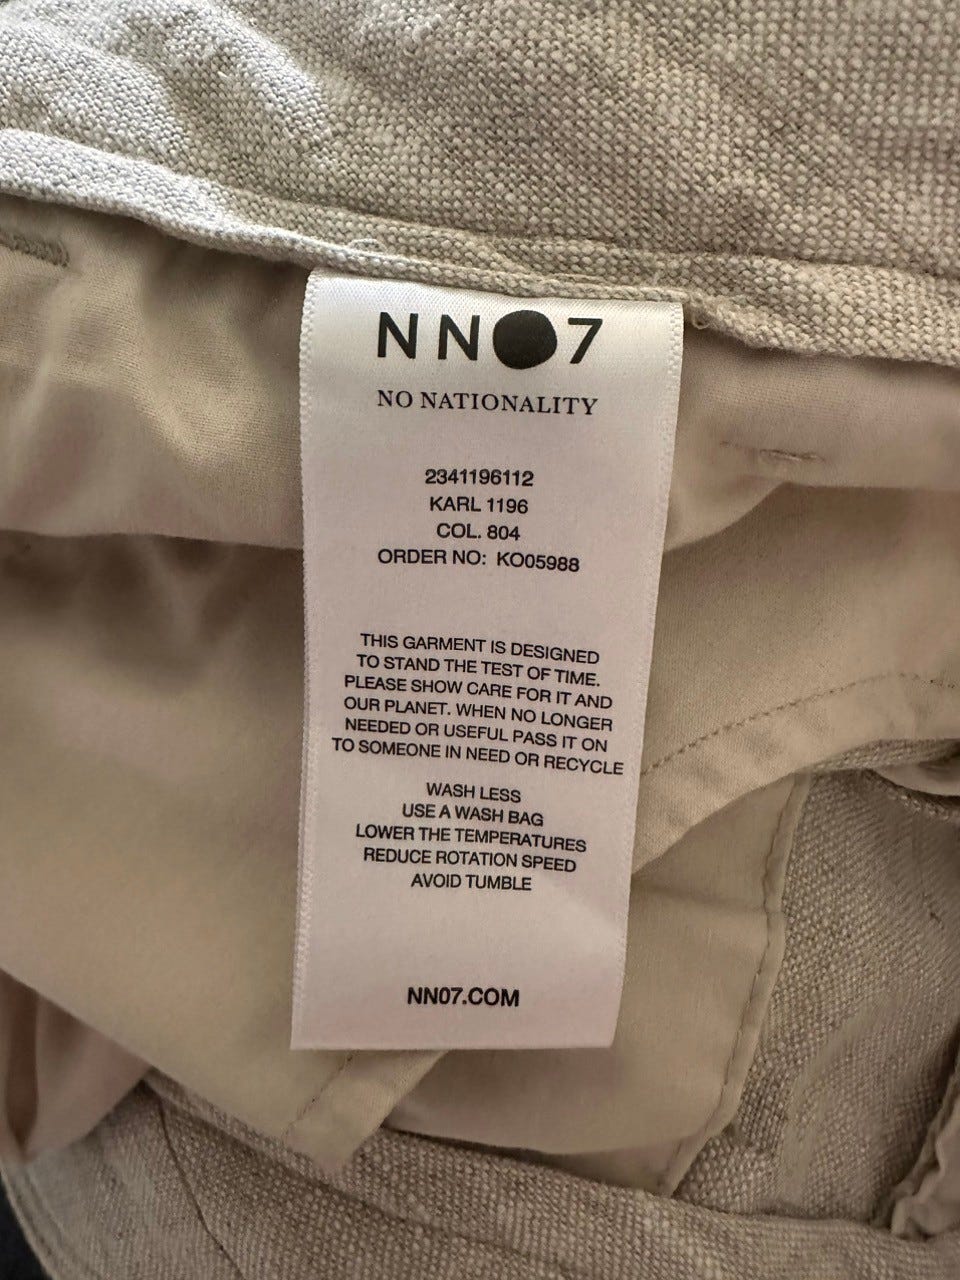 NN07
NO NATIONALITY
2341196112
KARL 1196
COL. 804
ORDER NO: KO05988
THIS GARMENT IS DESIGNED
TO STAND THE TEST OF TIME.
PLEASE SHOW CARE FOR IT AND
OUR PLANET. WHEN NO LONGER
NEEDED OR USEFUL PASS IT ON
TO SOMEONE IN NEED OR RECYCLE
WASH LESS
USE A WASH BAG
LOWER THE TEMPERATURES
REDUCE ROTATION SPEED
AVOID TUMBLE
NN07.COM